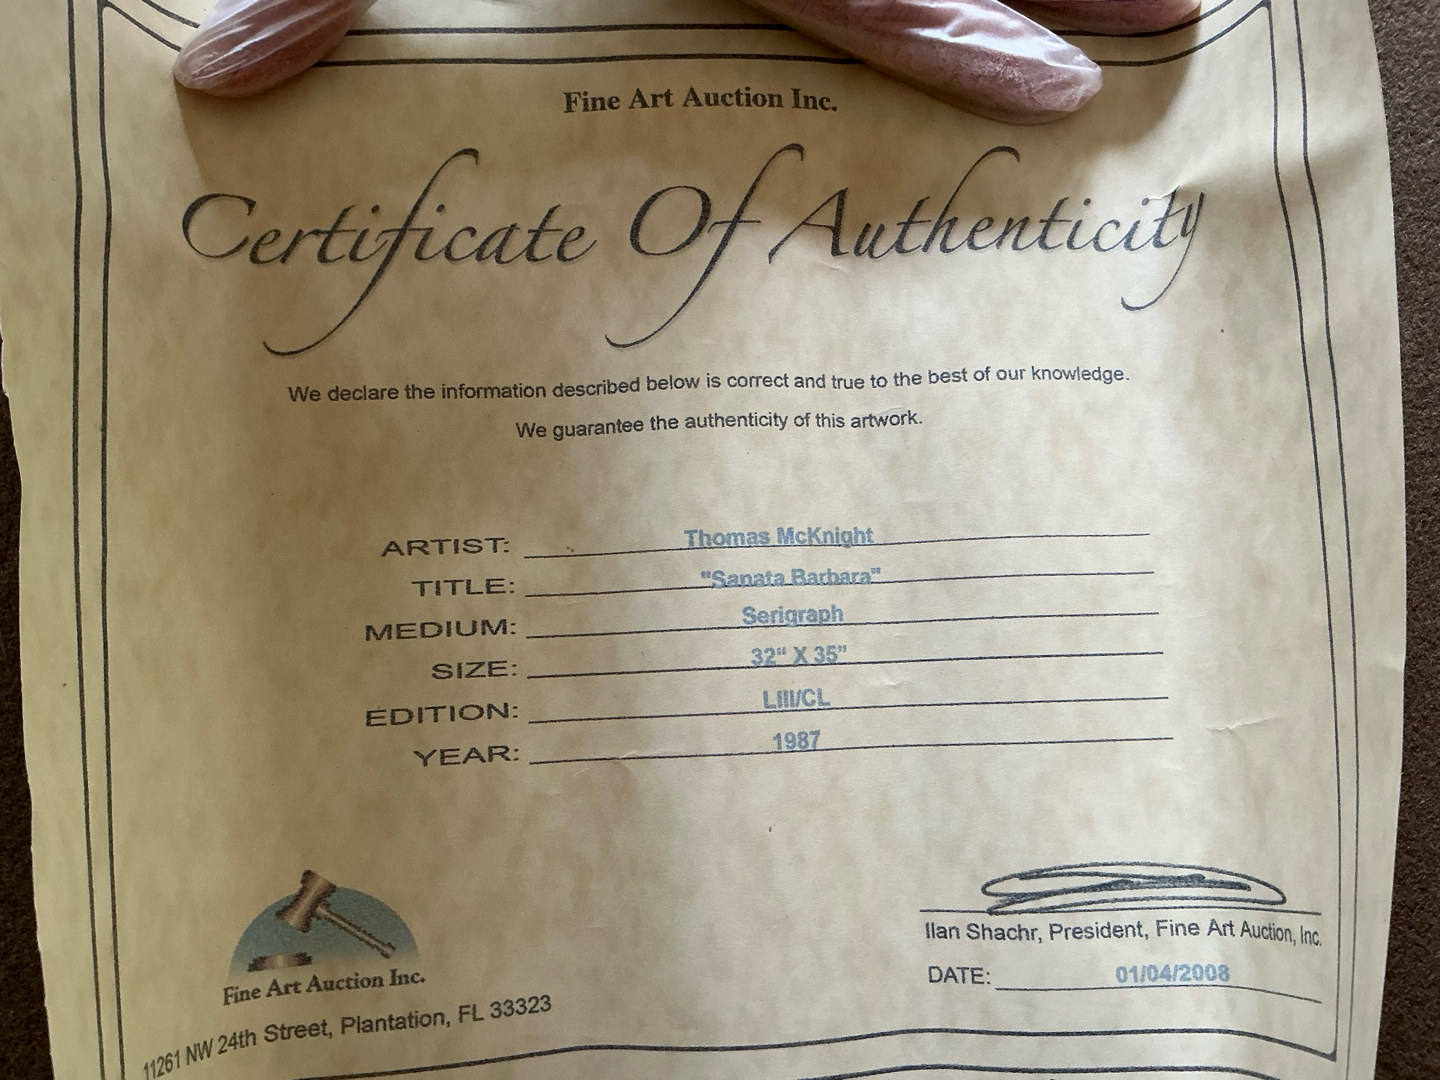 Fine Art Auction Inc.
Certificate Of Authenticity
We declare the information described below is correct and true to the best of our knowledge.
We guarantee the authenticity of this artwork.
ARTIST: Thomas McKnight
TITLE: "Sanata Barbara"
MEDIUM: Serigraph
SIZE: 32" X 35"
EDITION: LIII/CL
YEAR: 1987
Ilan Shachr, President, Fine Art Auction, Inc.
DATE: 01/04/2008
Fine Art Auction Inc.
11261 NW 24th Street, Plantation, FL 33323